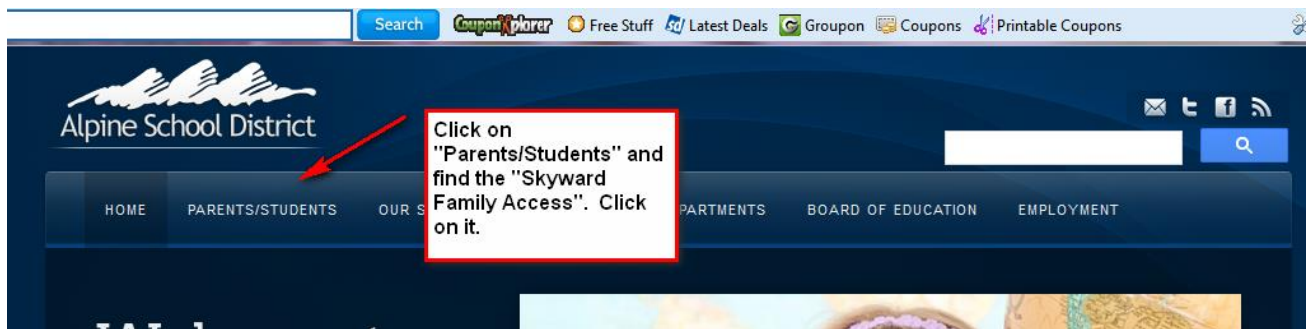 Search CouponXplorer Free Stuff Latest Deals Groupon Coupons Printable Coupons
Alpine School District
Click on
"Parents/Students" and
find the "Skyward
Family Access". Click
on it.
HOME PARENTS/STUDENTS OUR BOARD OF EDUCATION EMPLOYMENT